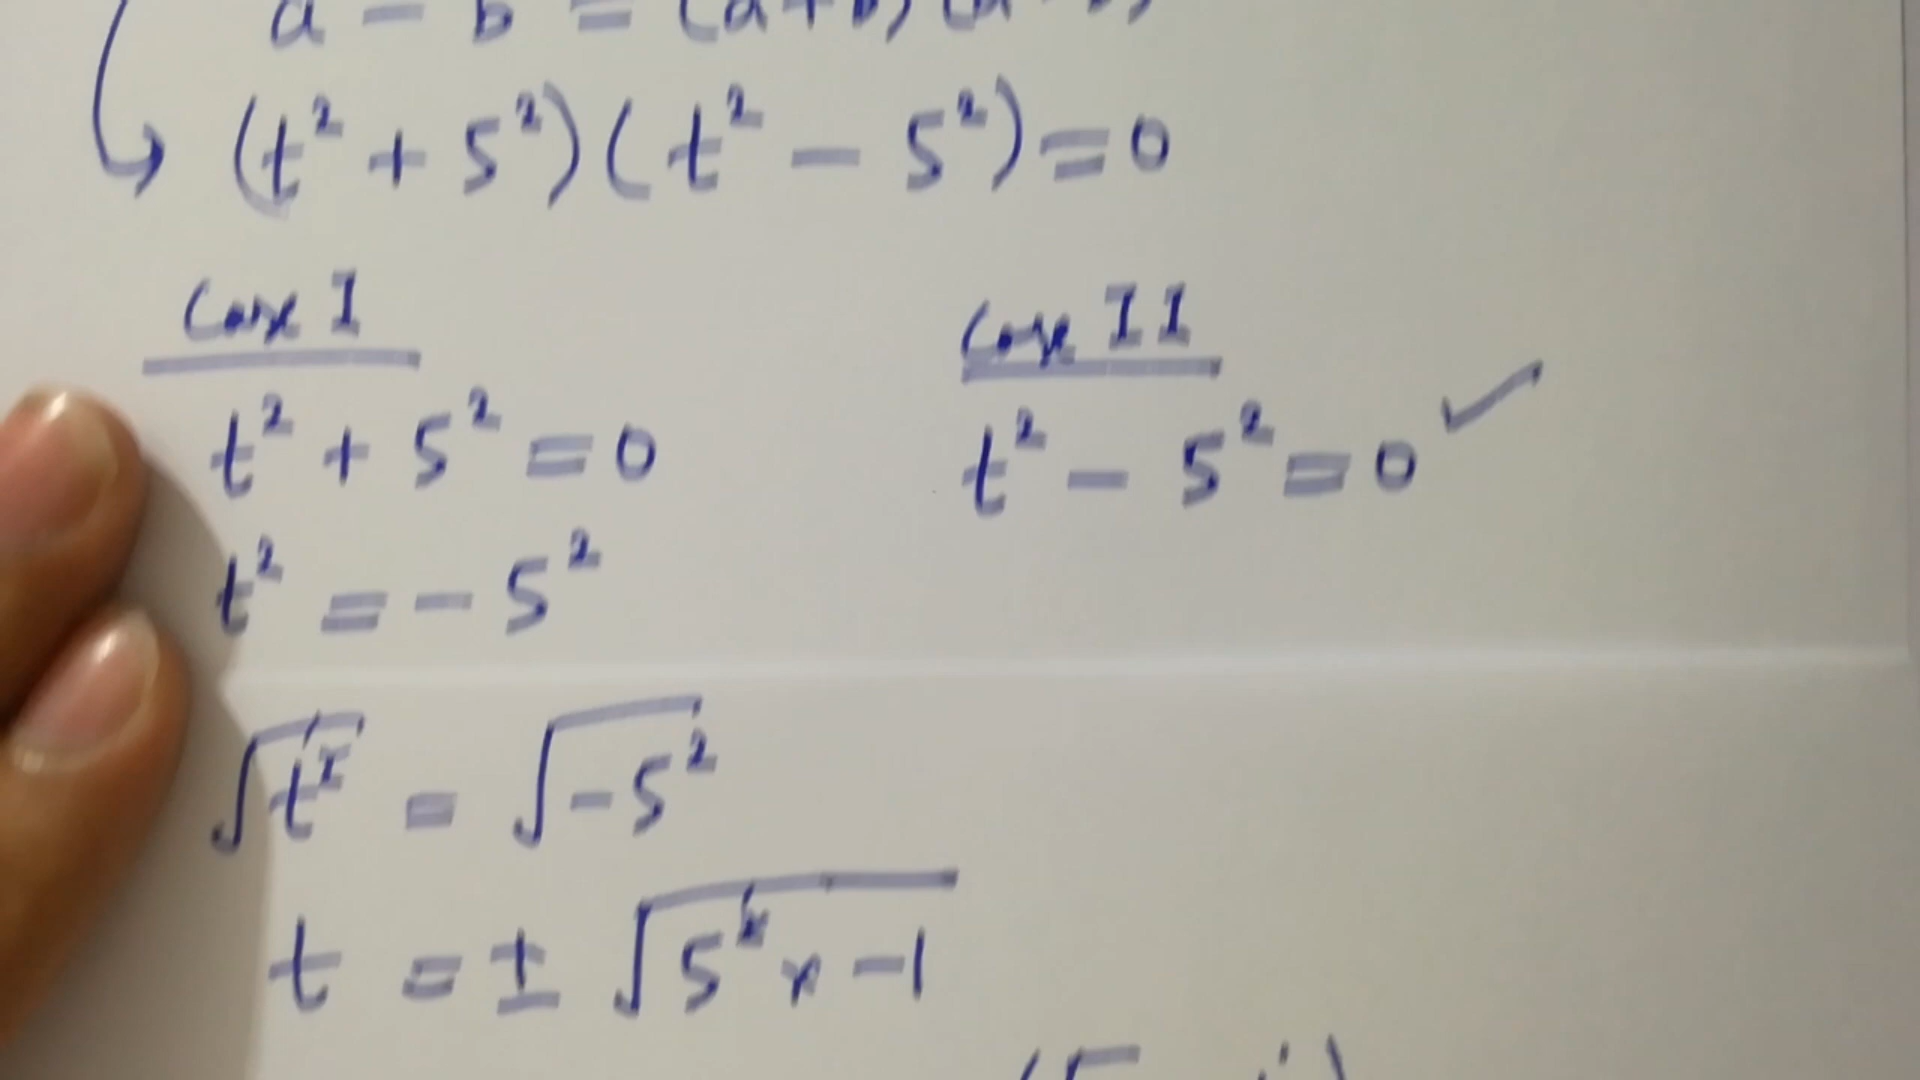 a - b = (a+b)(a-b)
(t² + 5²)(t² - 5²) = 0
Case I
Case II
t² + 5² = 0
t² - 5² = 0 ✓
t² = - 5²
√t² = √-5²
t = ± √5² x -1